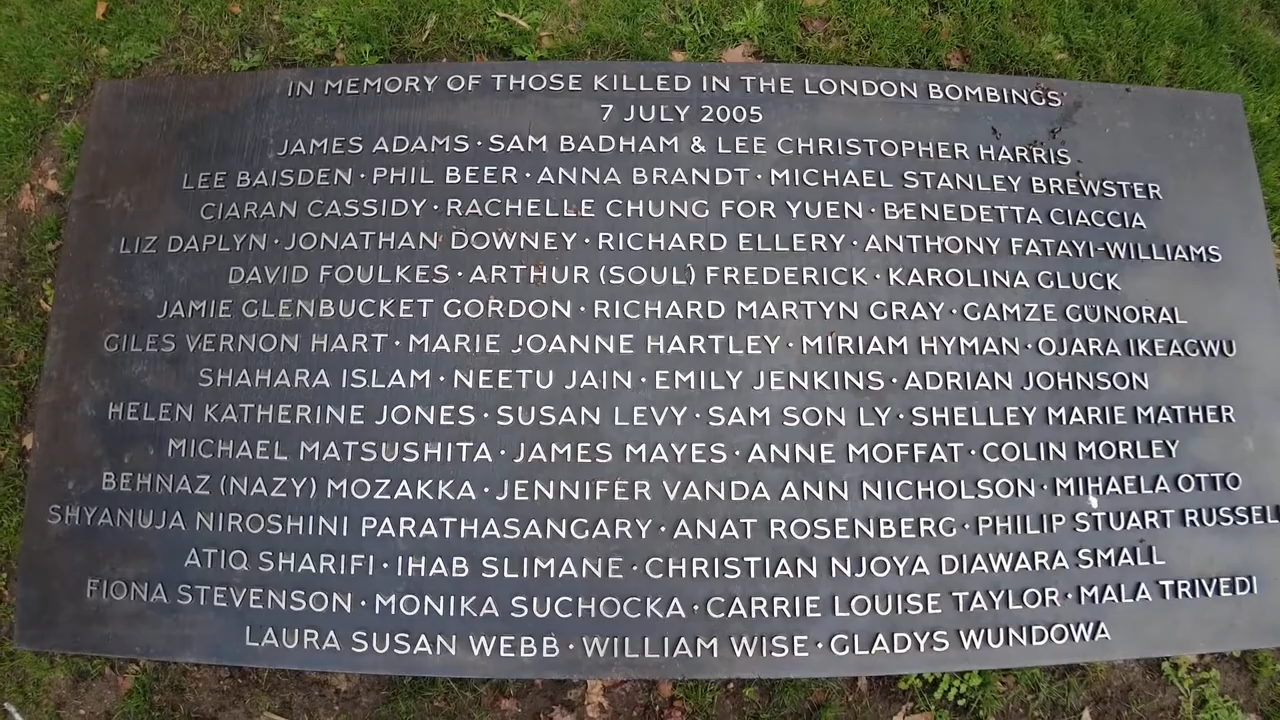 IN MEMORY OF THOSE KILLED IN THE LONDON BOMBINGS
7 JULY 2005
JAMES ADAMS · SAM BADHAM & LEE CHRISTOPHER HARRIS
LEE BAISDEN · PHIL BEER · ANNA BRANDT · MICHAEL STANLEY BREWSTER
CIARAN CASSIDY · RACHELLE CHUNG FOR YUEN · BENEDETTA CIACCIA
LIZ DAPLYN · JONATHAN DOWNEY · RICHARD ELLERY · ANTHONY FATAYI-WILLIAMS
DAVID FOULKES · ARTHUR (SOUL) FREDERICK · KAROLINA GLUCK
JAMIE GLENBUCKET GORDON · RICHARD MARTYN GRAY · GAMZE GÜNORAL
GILES VERNON HART · MARIE JOANNE HARTLEY · MIRIAM HYMAN · OJARA IKEAGWU
SHAHARA ISLAM · NEETU JAIN · EMILY JENKINS · ADRIAN JOHNSON
HELEN KATHERINE JONES · SUSAN LEVY · SAM SON LY · SHELLEY MARIE MATHER
MICHAEL MATSUSHITA · JAMES MAYES · ANNE MOFFAT · COLIN MORLEY
BEHNAZ (NAZY) MOZAKKA · JENNIFER VANDA ANN NICHOLSON · MIHAELA OTTO
SHYANUJA NIROSHINI PARATHASANGARY · ANAT ROSENBERG · PHILIP STUART RUSSELL
ATIQ SHARIFI · IHAB SLIMANE · CHRISTIAN NJOYA DIAWARA SMALL
FIONA STEVENSON · MONIKA SUCHOCKA · CARRIE LOUISE TAYLOR · MALA TRIVEDI
LAURA SUSAN WEBB · WILLIAM WISE · GLADYS WUNDOWA